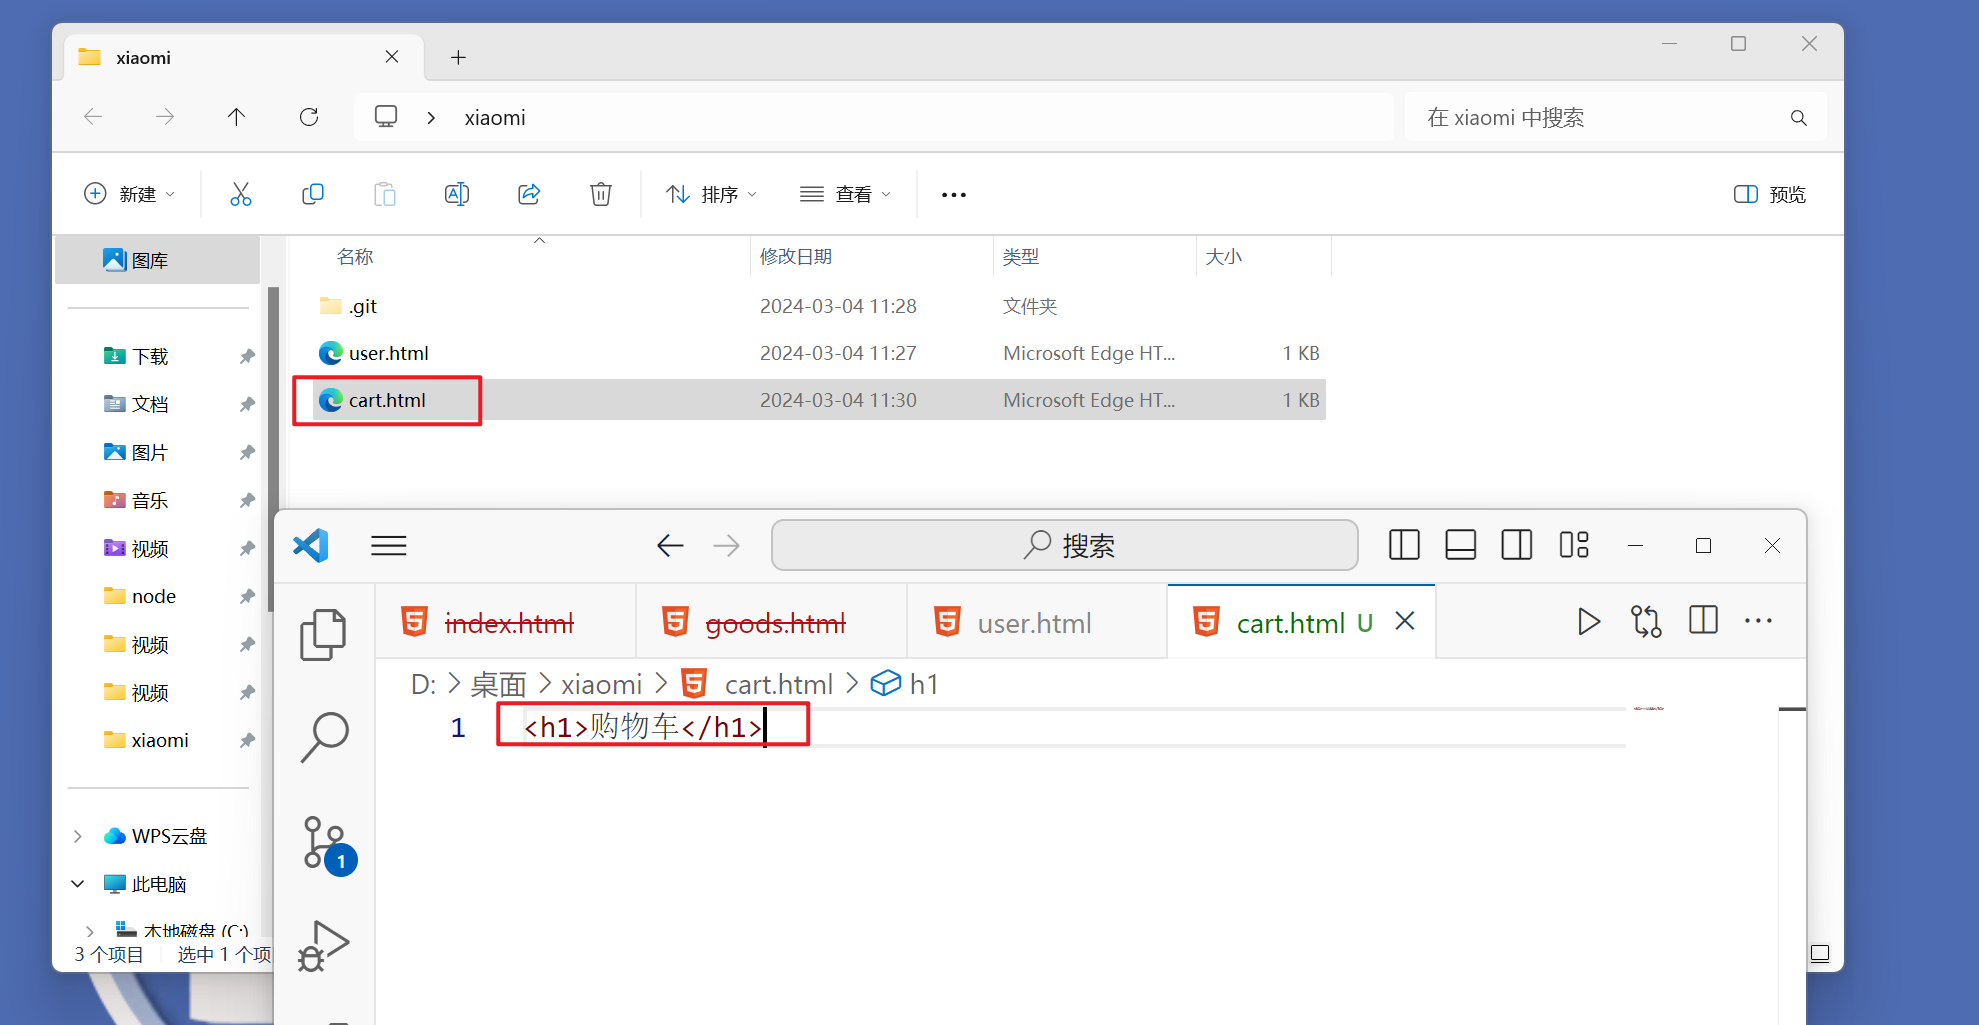 xiaomi
xiaomi
在 xiaomi 中搜索
新建
排序
查看
预览
图库
名称
修改日期
类型
大小
.git
2024-03-04 11:28
文件夹
user.html
2024-03-04 11:27
Microsoft Edge HT...
1 KB
cart.html
2024-03-04 11:30
Microsoft Edge HT...
1 KB
下载
文档
图片
音乐
视频
node
视频
视频
xiaomi
WPS云盘
此电脑
本地磁盘 (C:)
3 个项目
选中 1 个项
搜索
index.html
goods.html
user.html
cart.html U
D: > 桌面 > xiaomi > cart.html > h1
1 <h1>购物车</h1>
1